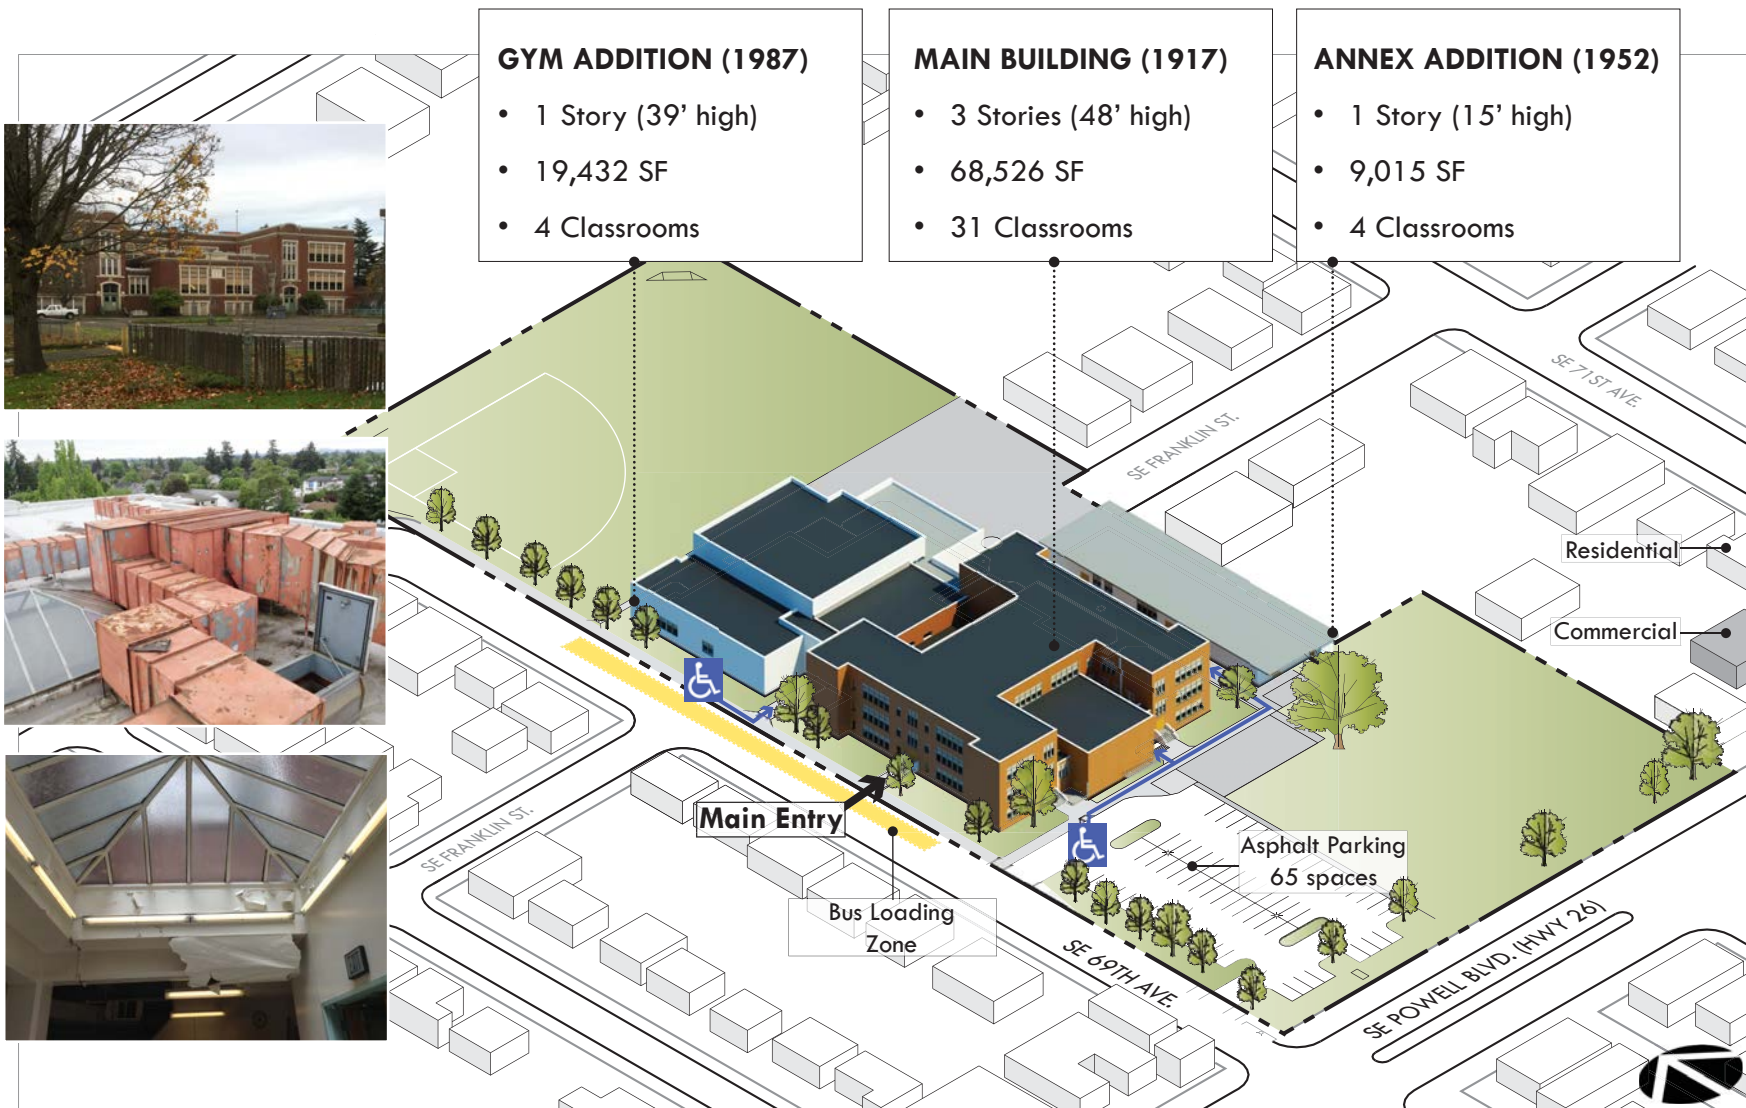 GYM ADDITION (1987)
• 1 Story (39’ high)
• 19,432 SF
• 4 Classrooms
MAIN BUILDING (1917)
• 3 Stories (48’ high)
• 68,526 SF
• 31 Classrooms
ANNEX ADDITION (1952)
• 1 Story (15’ high)
• 9,015 SF
• 4 Classrooms
SE 71ST AVE.
SE FRANKLIN ST.
Residential
Commercial
Main Entry
SE FRANKLIN ST.
Asphalt Parking
65 spaces
Bus Loading
Zone
SE 69TH AVE.
SE POWELL BLVD. (HWY 26)